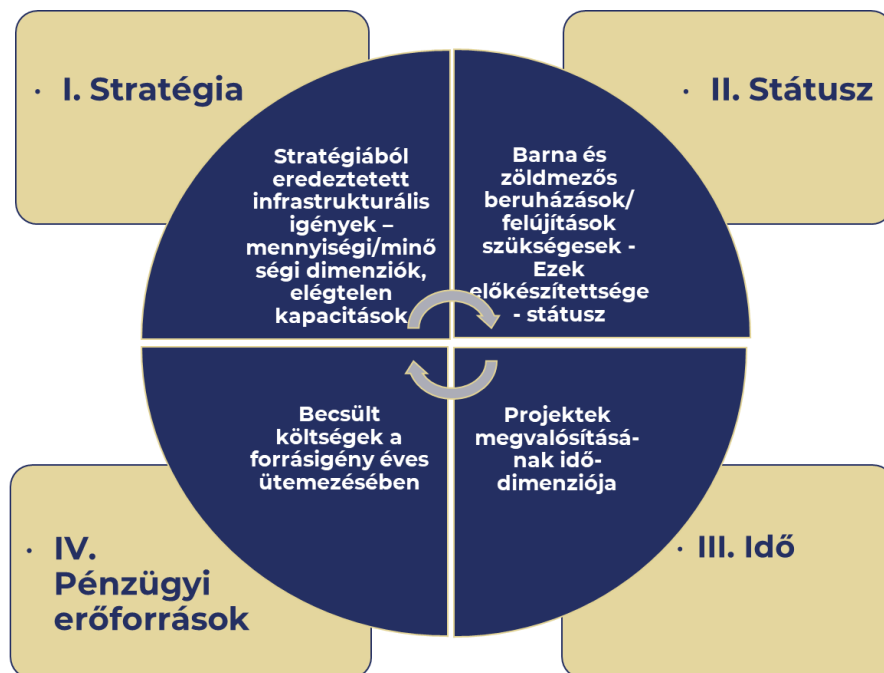 · I. Stratégia
· II. Státusz
Stratégiából
eredeztetett
infrastrukturális
igények –
mennyiségi/minő
ségi dimenziók,
elégtelen
kapacitások
Barna és
zöldmezős
beruházások/
felújítások
szükségesek -
Ezek
előkészítettsége
- státusz
Becsült
költségek a
forrásigény éves
ütemezésében
Projektek
megvalósításá-
nak idő-
dimenziója
· IV.
Pénzügyi
erőforrások
· III. Idő